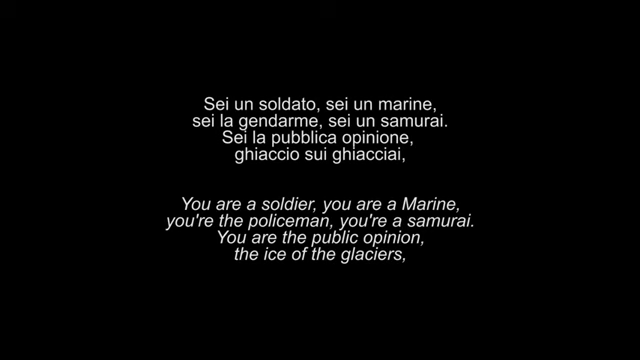 Sei un soldato, sei un marine,
sei la gendarme, sei un samurai.
Sei la pubblica opinione,
ghiaccio sui ghiacciai,
You are a soldier, you are a Marine,
you're the policeman, you're a samurai.
You are the public opinion,
the ice of the glaciers,